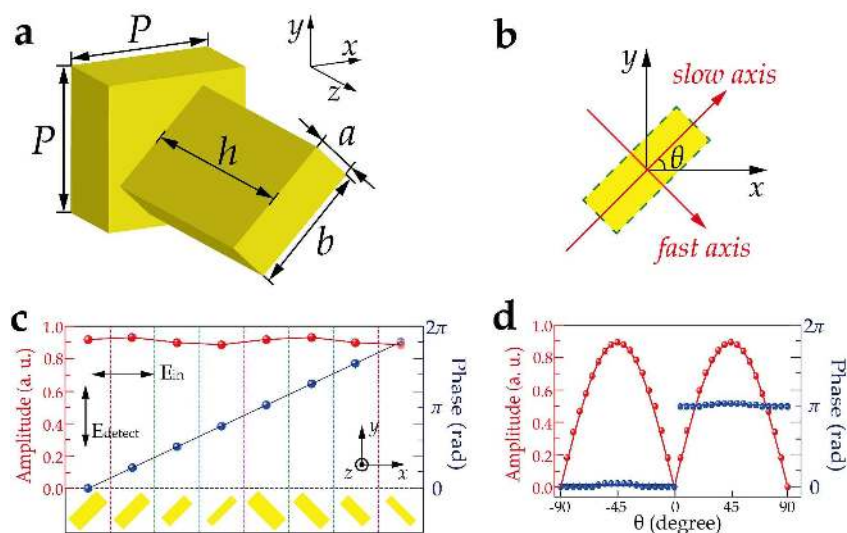 a
P
P
h
a
b
y
x
z
b
y
slow axis
θ
x
fast axis
c
Amplitude (a. u.)
1.0
0.8
0.6
0.4
0.2
0.0
E_in
E_detect
y
z
x
2π
π
0
Phase (rad)
d
Amplitude (a. u.)
1.0
0.8
0.6
0.4
0.2
0.0
2π
π
0
Phase (rad)
-90
-45
0
45
90
θ (degree)